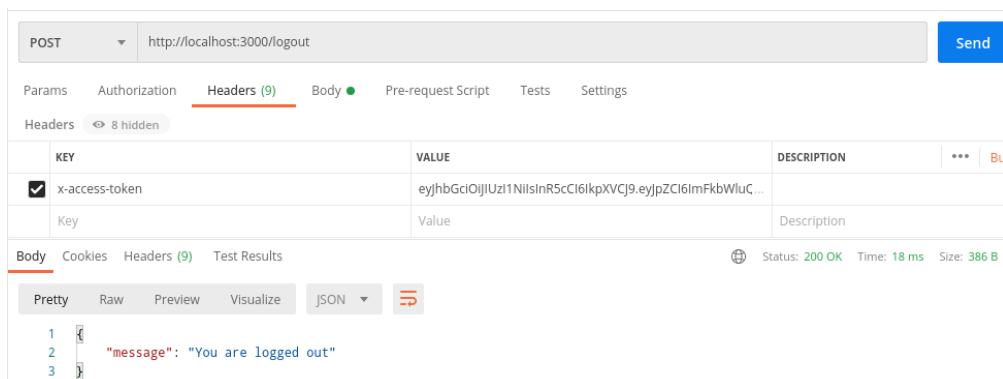 POST http://localhost:3000/logout Send
Params Authorization Headers (9) Body Pre-request Script Tests Settings
Headers 8 hidden
KEY VALUE DESCRIPTION ••• Bu
x-access-token eyJhbGciOiJIUzI1NiIsInR5cCI6IkpXVCJ9.eyJpZCI6ImFkbWluQ...
Key Value Description
Body Cookies Headers (9) Test Results Status: 200 OK Time: 18 ms Size: 386 B
Pretty Raw Preview Visualize JSON
1 {
2 "message": "You are logged out"
3 }